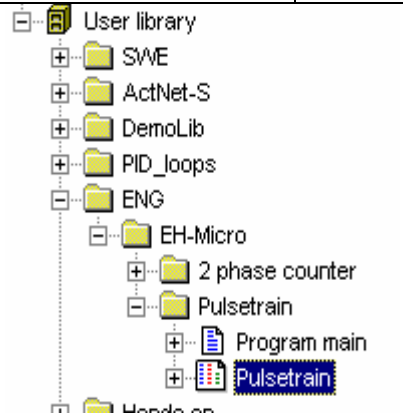 User library
SWE
ActNet-S
DemoLib
PID_loops
ENG
EH-Micro
2 phase counter
Pulsetrain
Program main
Pulsetrain